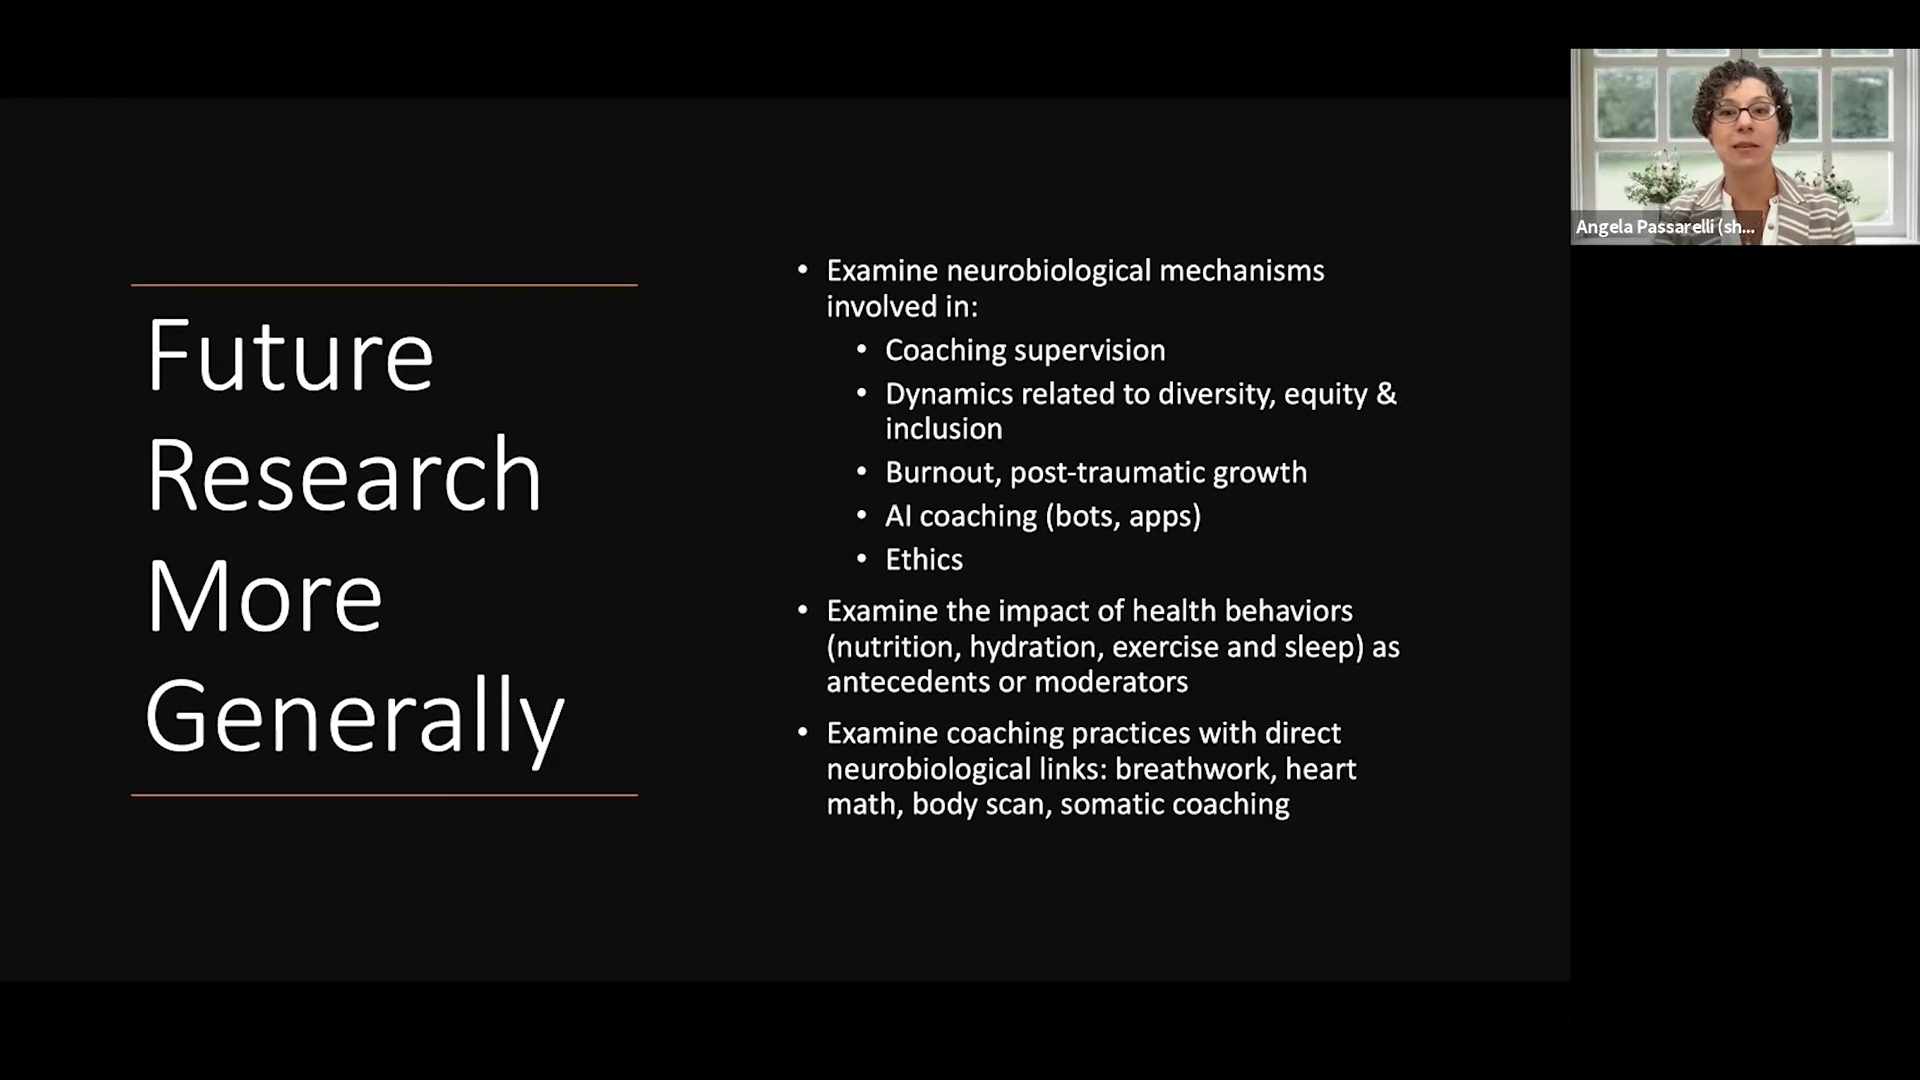 Future
Research
More
Generally
• Examine neurobiological mechanisms
involved in:
• Coaching supervision
• Dynamics related to diversity, equity &
inclusion
• Burnout, post-traumatic growth
• AI coaching (bots, apps)
• Ethics
• Examine the impact of health behaviors
(nutrition, hydration, exercise and sleep) as
antecedents or moderators
• Examine coaching practices with direct
neurobiological links: breathwork, heart
math, body scan, somatic coaching
Angela Passarelli (sh...